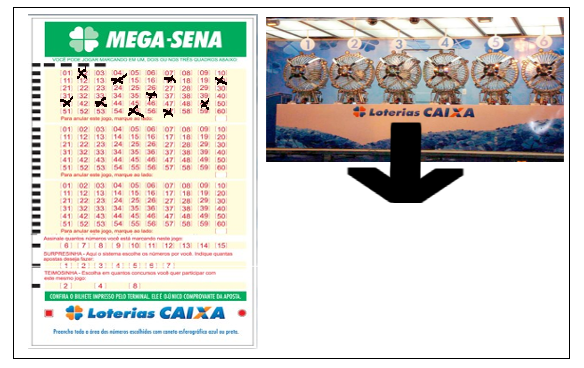 MEGA-SENA
VOCÊ PODE JOGAR MARCANDO EM UM, DOIS OU NOS TRÊS QUADROS ABAIXO
01 03 04 05 06 07 08 09 10
11 12 13 15 16 18 19
21 22 23 24 25 26 27 28 29 30
31 32 33 34 35 37 38 39 40
42 44 45 46 47 48 50
51 52 53 54 56 58 59 60
Para anular este jogo, marque ao lado:
01 02 03 04 05 06 07 08 09 10
11 12 13 14 15 16 17 18 19 20
21 22 23 24 25 26 27 28 29 30
31 32 33 34 35 36 37 38 39 40
41 42 43 44 45 46 47 48 49 50
51 52 53 54 55 56 57 58 59 60
Para anular este jogo, marque ao lado:
01 02 03 04 05 06 07 08 09 10
11 12 13 14 15 16 17 18 19 20
21 22 23 24 25 26 27 28 29 30
31 32 33 34 35 36 37 38 39 40
41 42 43 44 45 46 47 48 49 50
51 52 53 54 55 56 57 58 59 60
Para anular este jogo, marque ao lado:
Assinale quantos números você está marcando neste jogo:
6 7 8 9 10 11 12 13 14 15
SURPRESINHA - Aqui o sistema escolhe os números por você. Indique quantas
apostas deseja fazer:
1 2 3 4 5 6 7
TEIMOSINHA - Escolha em quantos concursos você quer participar com
este mesmo jogo:
2 4 8
CONFIRA O BILHETE IMPRESSO PELO TERMINAL. ELE É O ÚNICO COMPROVANTE DA APOSTA.
Loterias CAIXA
Preencha toda a área dos números escolhidos com caneta esferográfica azul ou preta.
1 2 3 4 5 6
Loterias CAIXA